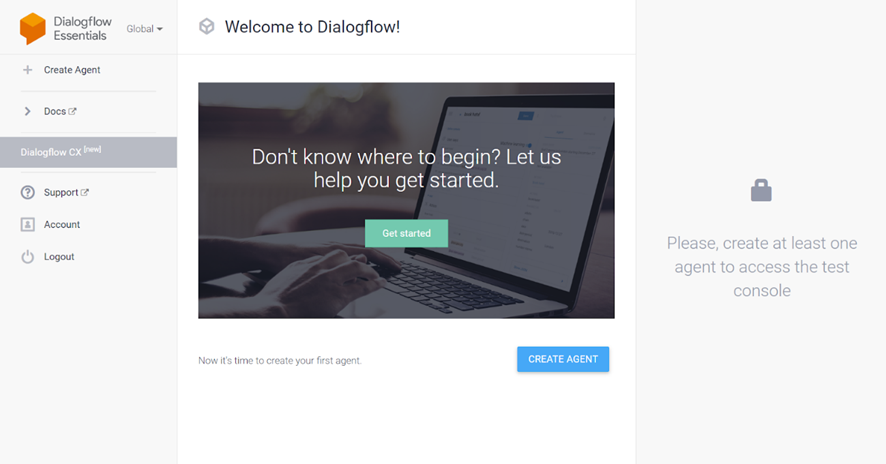 Dialogflow
Essentials
Global
Create Agent
Docs
Dialogflow CX [new]
Support
Account
Logout
Welcome to Dialogflow!
Don't know where to begin? Let us
help you get started.
Get started
Now it's time to create your first agent.
CREATE AGENT
Please, create at least one
agent to access the test
console